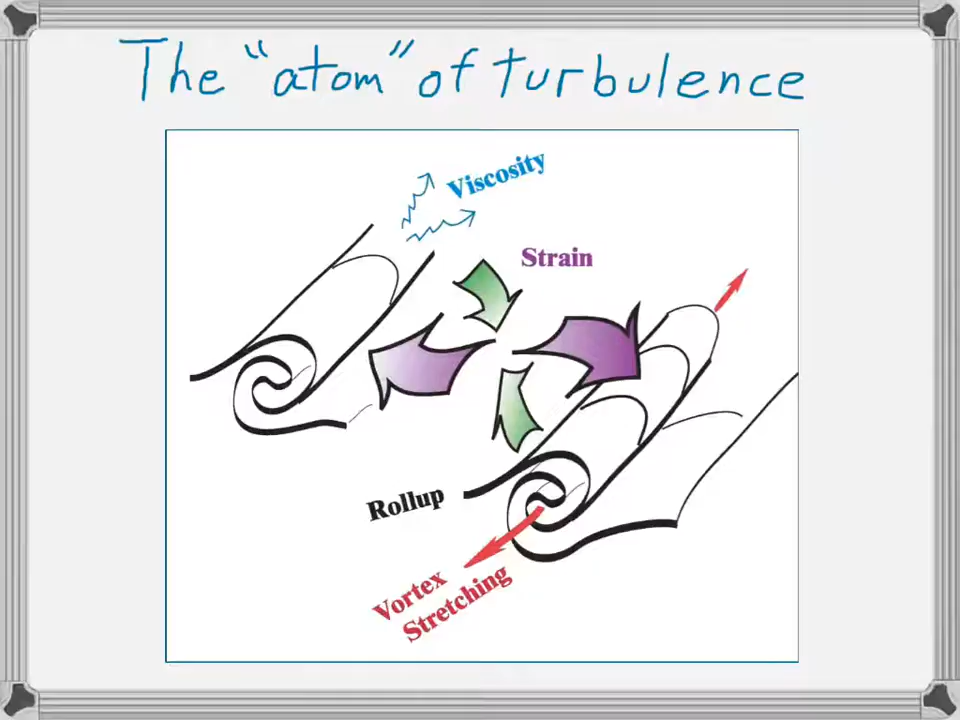 The “atom” of turbulence
Viscosity
Strain
Rollup
Vortex
Stretching